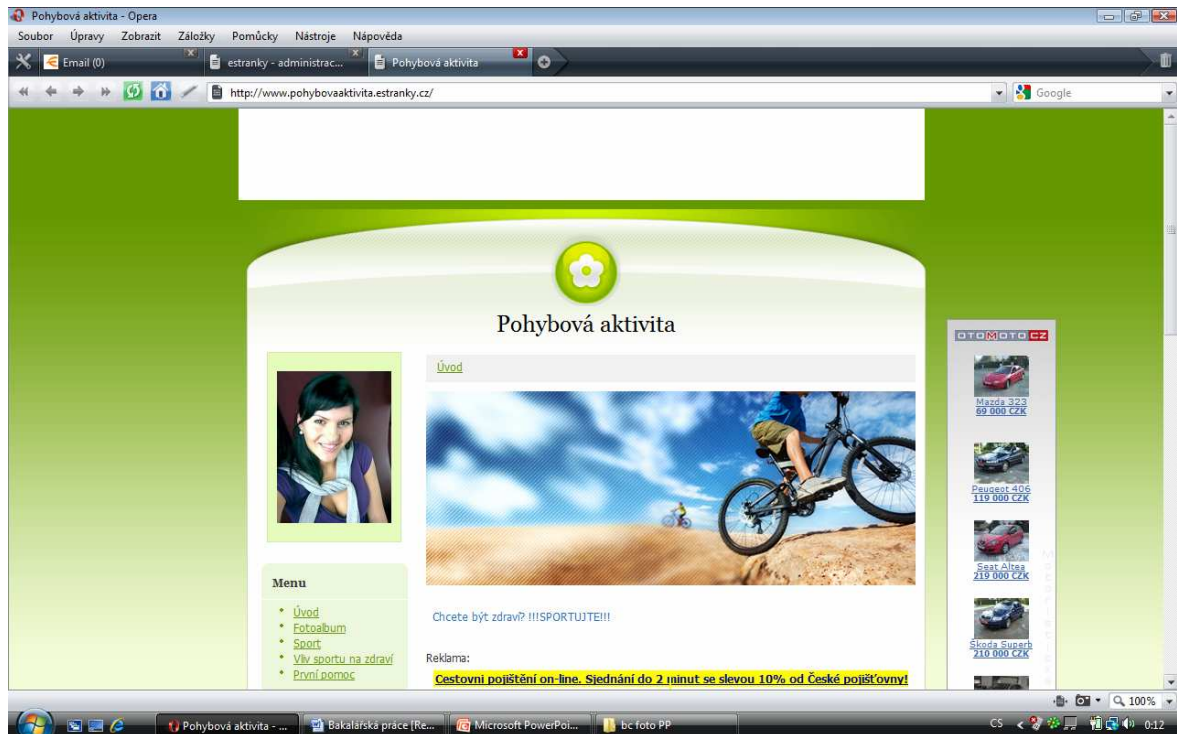 Pohybová aktivita - Opera
Soubor Úpravy Zobrazit Záložky Pomůcky Nástroje Nápověda
Email (0) estranky - administrac... Pohybová aktivita
http://www.pohybovaaktivita.estranky.cz/ Google
Pohybová aktivita
Úvod
OTOMOTO CZ
Mazda 323
69 000 CZK
Peugeot 406
119 000 CZK
Seat Altea
219 000 CZK
Škoda Superb
210 000 CZK
Menu
Úvod
Fotoalbum
Sport
Vliv sportu na zdraví
První pomoc
Chcete být zdraví? !!!SPORTUJTE!!!
Reklama:
Cestovní pojištění on-line. Sjednání do 2 minut se slevou 10% od České pojišťovny!
100%
Pohybová aktivita - ... Bakalářská práce [Re... Microsoft PowerPoi... bc foto PP CS 0:12